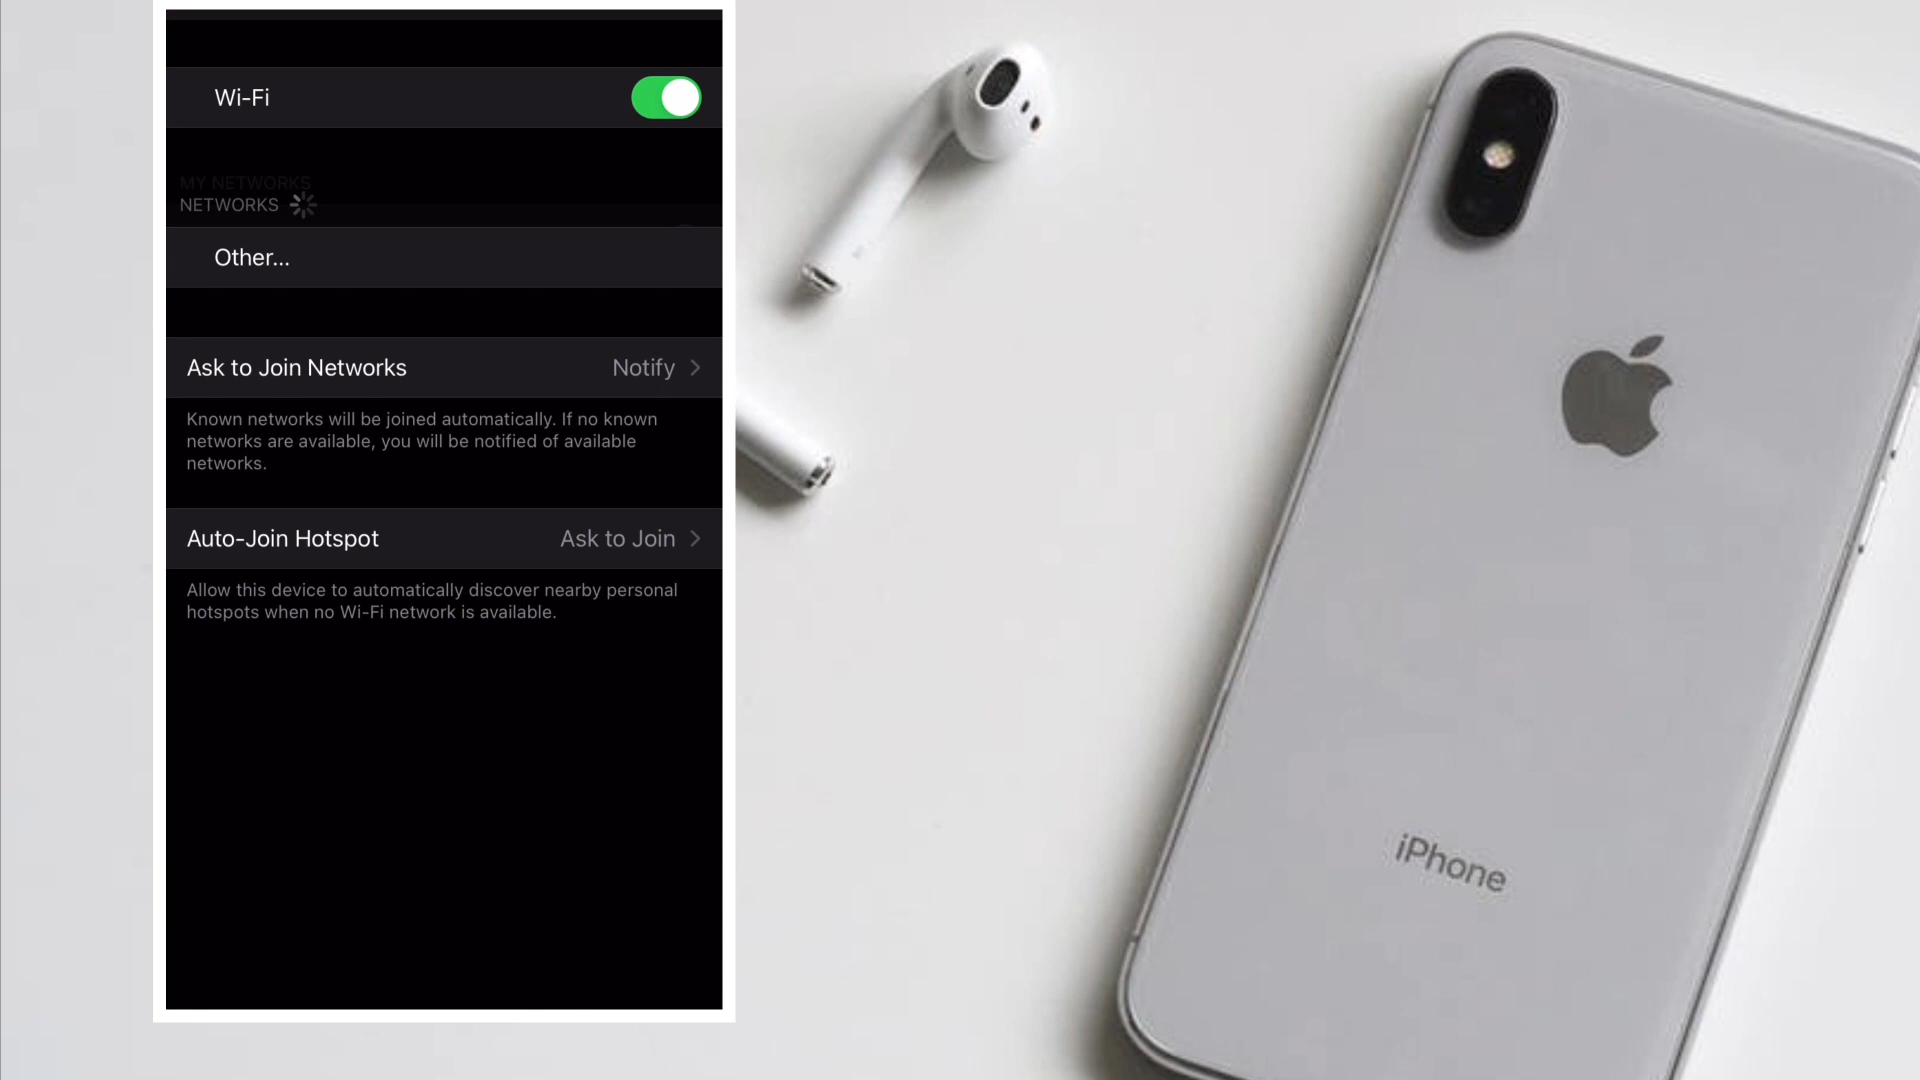 Wi-Fi
MY NETWORKS
NETWORKS
Other...
Ask to Join Networks Notify
Known networks will be joined automatically. If no known
networks are available, you will be notified of available
networks.
Auto-Join Hotspot Ask to Join
Allow this device to automatically discover nearby personal
hotspots when no Wi-Fi network is available.
iPhone